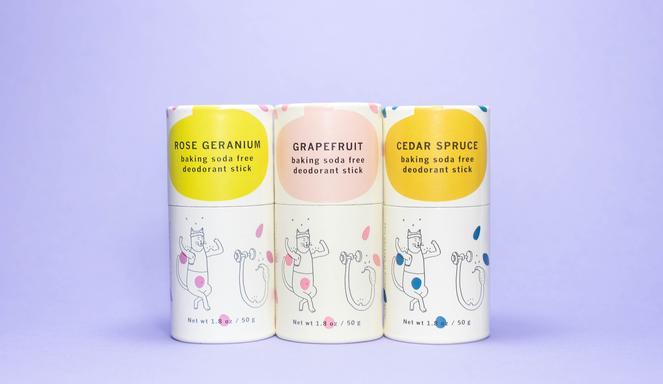 ROSE GERANIUM
baking soda free
deodorant stick
Net wt 1.8 oz / 50 g
GRAPEFRUIT
baking soda free
deodorant stick
Net wt 1.8 oz / 50 g
CEDAR SPRUCE
baking soda free
deodorant stick
Net wt 1.8 oz / 50 g